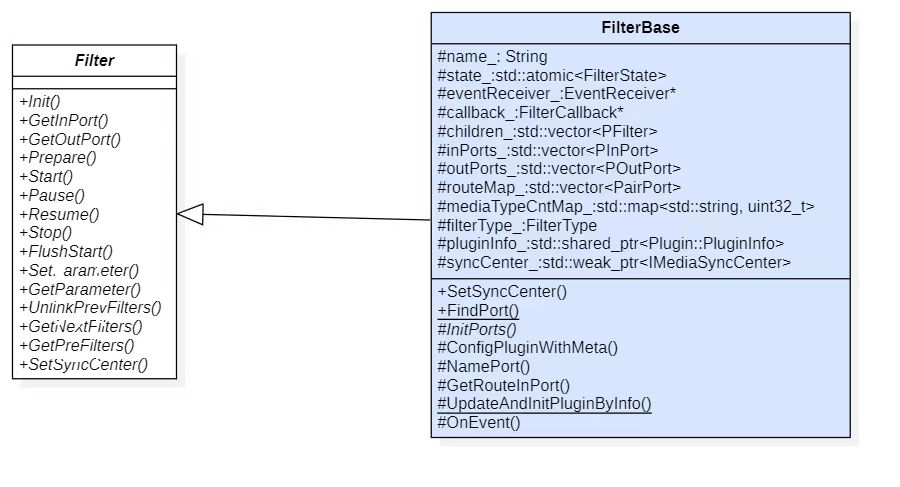 Filter
+Init()
+GetInPort()
+GetOutPort()
+Prepare()
+Start()
+Pause()
+Resume()
+Stop()
+FlushStart()
+GetParameter()
+UnlinkPrevFilters()
+GetNextFilters()
+GetPreFilters()
+SetSyncCenter()
FilterBase
#name_: String
#state_:std::atomic<FilterState>
#eventReceiver_:EventReceiver*
#callback_:FilterCallback*
#children_:std::vector<PFilter>
#inPorts_:std::vector<PInPort>
#outPorts_:std::vector<POutPort>
#routeMap_:std::vector<PairPort>
#mediaTypeCntMap_:std::map<std::string, uint32_t>
#filterType_:FilterType
#pluginInfo_:std::shared_ptr<Plugin::PluginInfo>
#syncCenter_:std::weak_ptr<IMediaSyncCenter>
+SetSyncCenter()
+FindPort()
#InitPorts()
#ConfigPluginWithMeta()
#NamePort()
#GetRouteInPort()
#UpdateAndInitPluginByInfo()
#OnEvent()